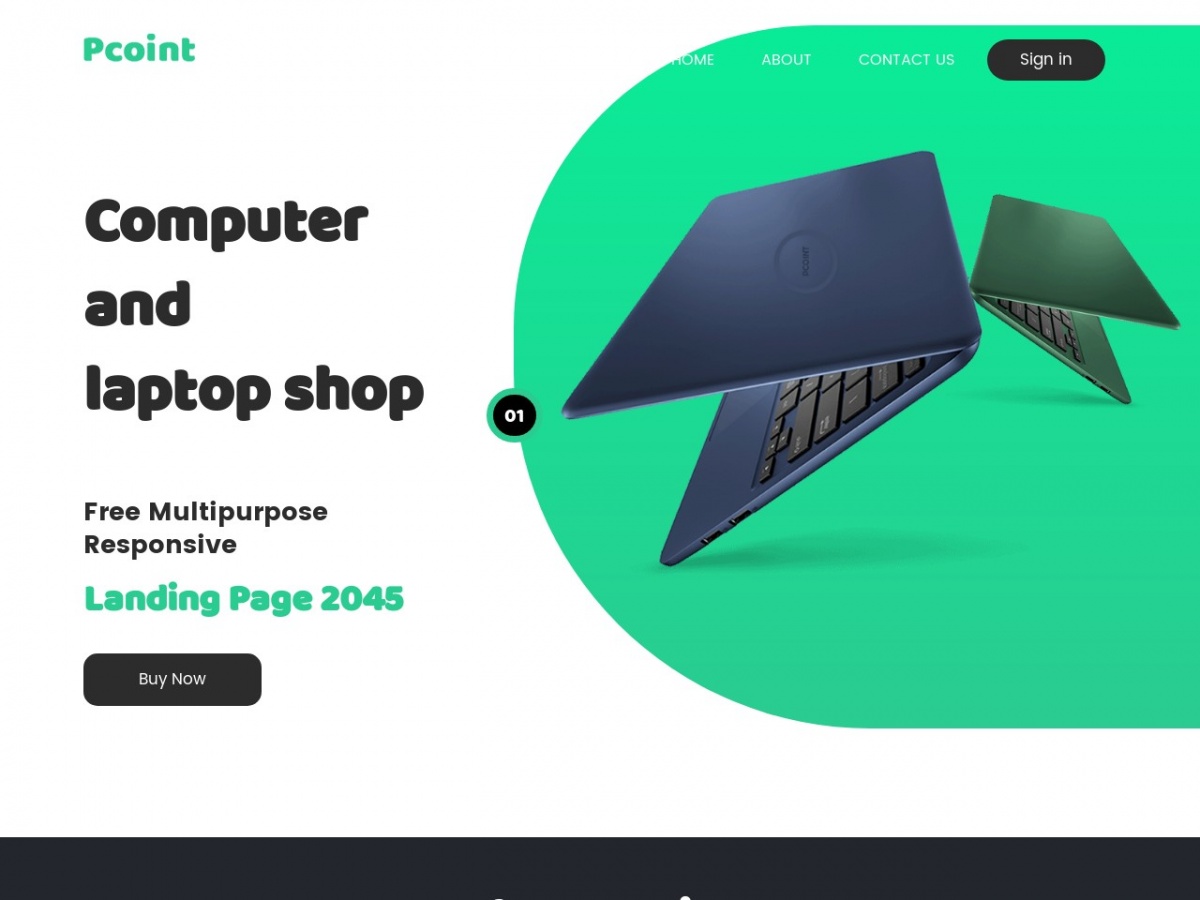 Pcoint
HOME ABOUT CONTACT US Sign in
Computer
and
laptop shop
PCOINT
01
Free Multipurpose
Responsive
Landing Page 2045
Buy Now